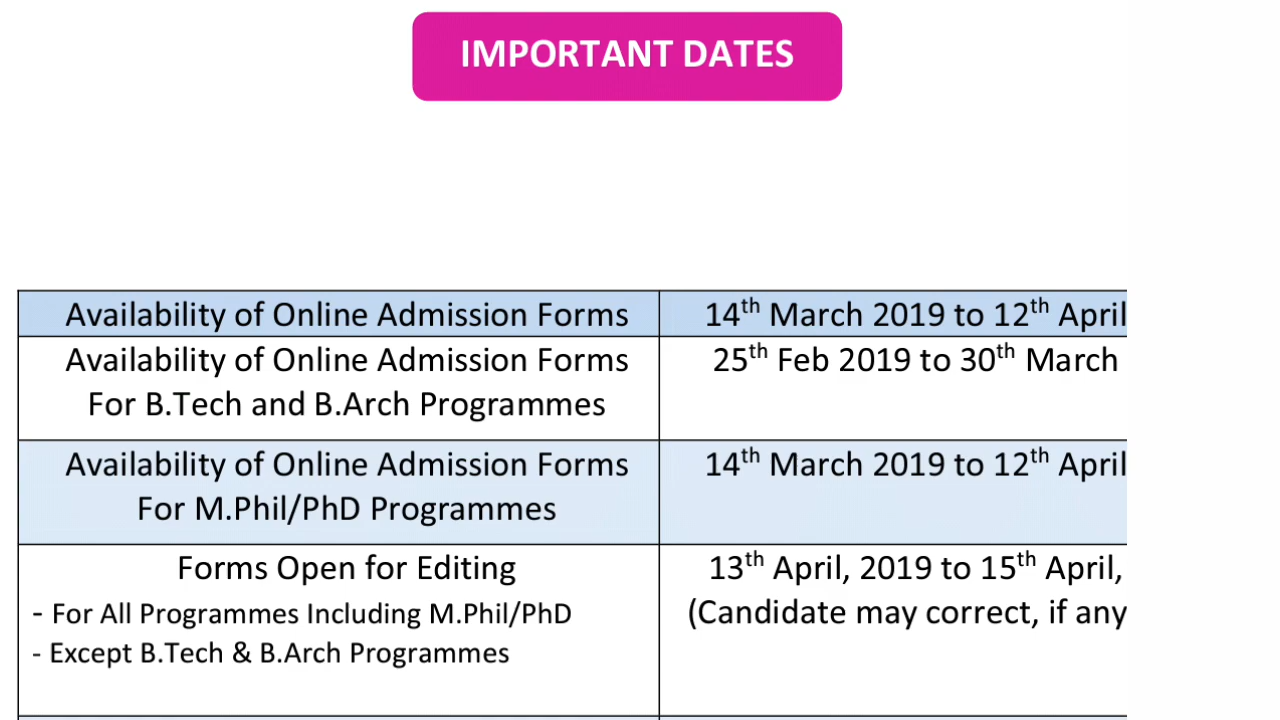 IMPORTANT DATES
Availability of Online Admission Forms 14th March 2019 to 12th April
Availability of Online Admission Forms 25th Feb 2019 to 30th March
For B.Tech and B.Arch Programmes
Availability of Online Admission Forms 14th March 2019 to 12th April
For M.Phil/PhD Programmes
Forms Open for Editing 13th April, 2019 to 15th April,
- For All Programmes Including M.Phil/PhD (Candidate may correct, if any
- Except B.Tech & B.Arch Programmes